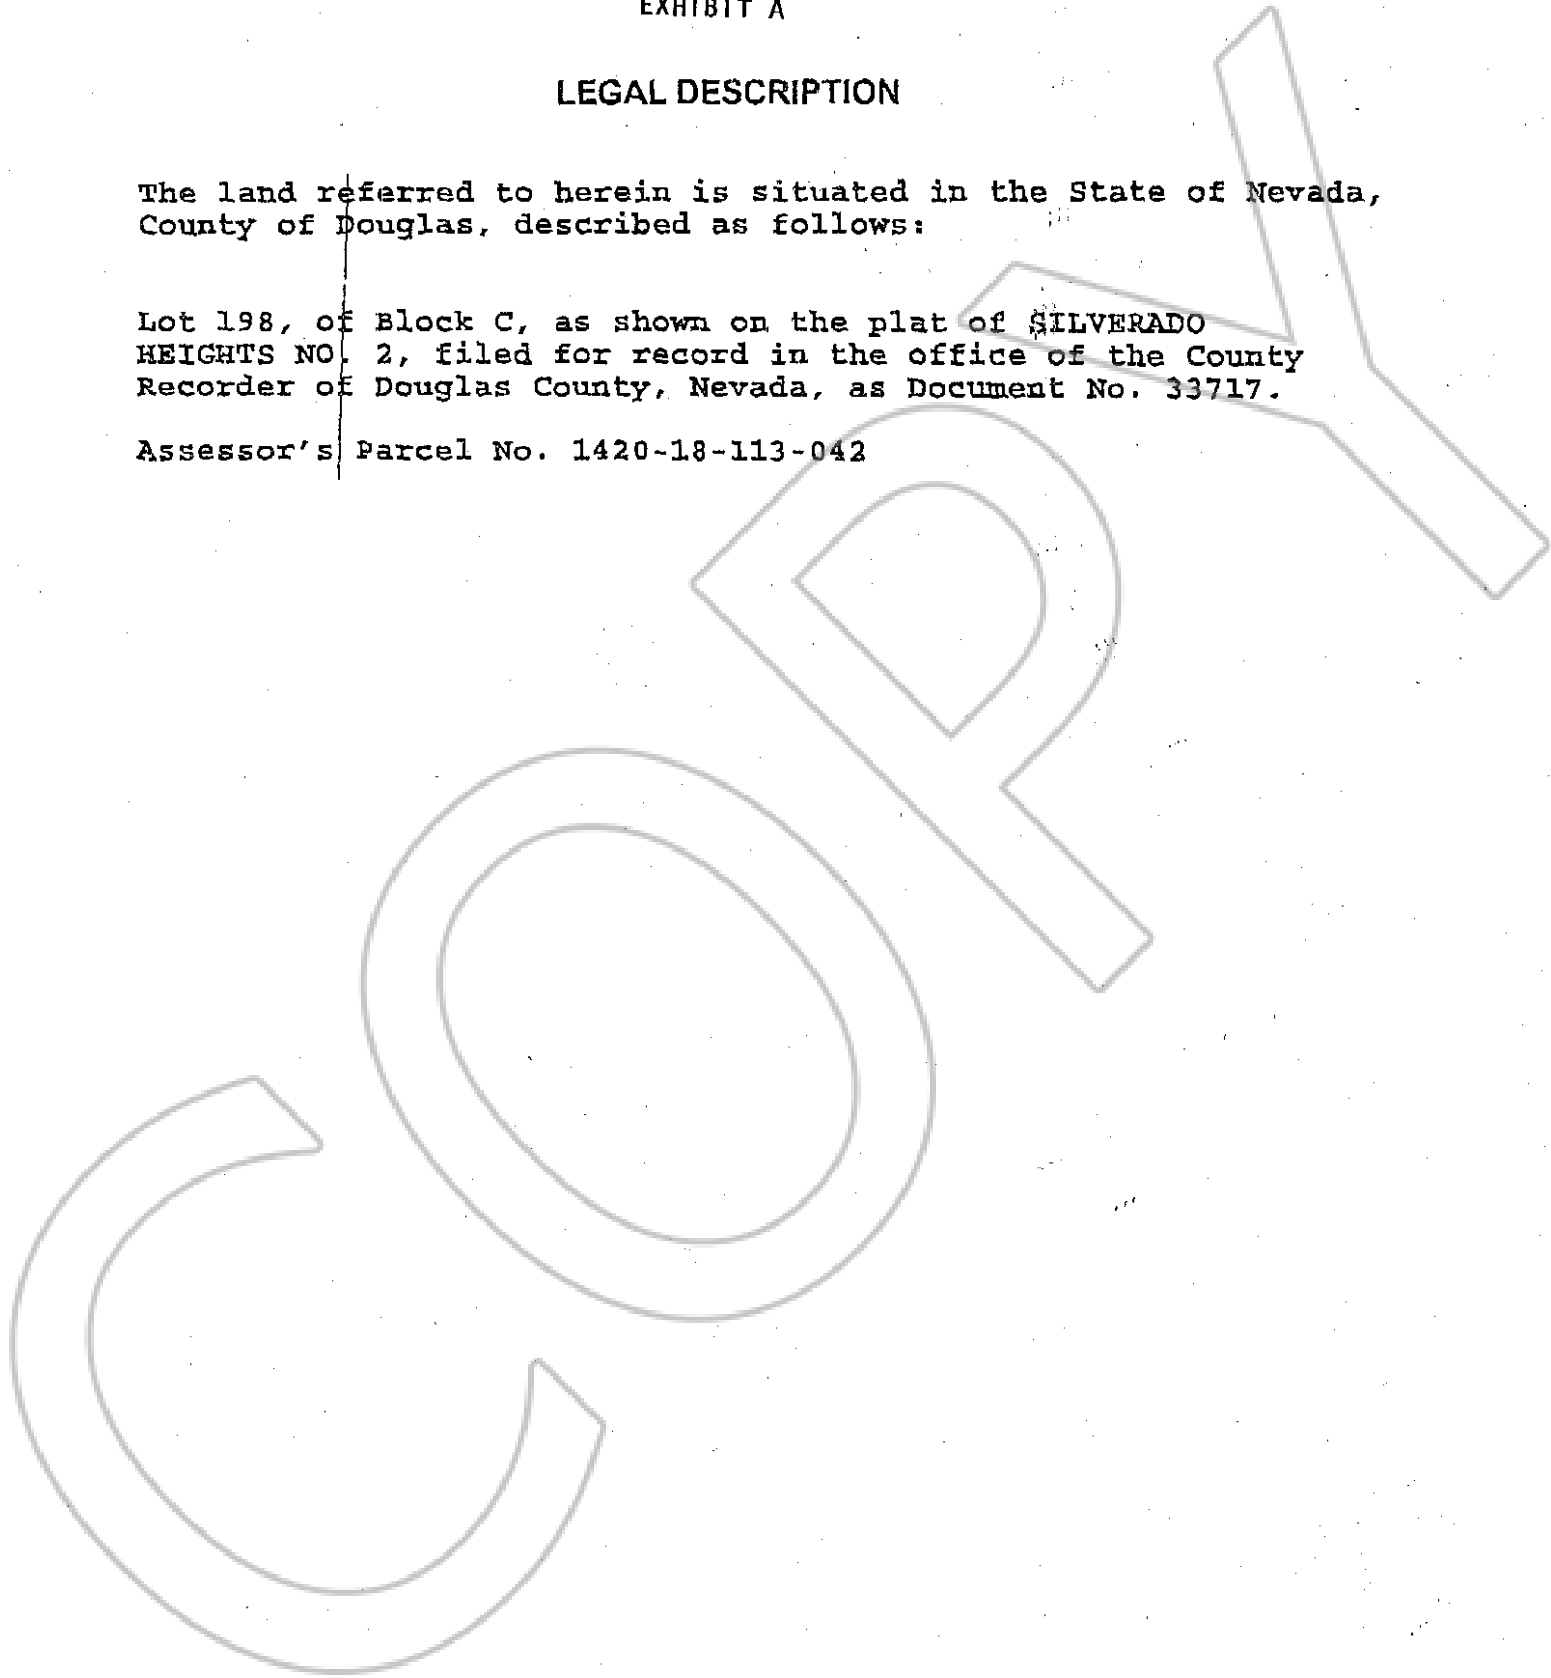 EXHIBIT A
LEGAL DESCRIPTION
The land referred to herein is situated in the State of Nevada,
County of Douglas, described as follows:
Lot 198, of Block C, as shown on the plat of SILVERADO
HEIGHTS NO. 2, filed for record in the office of the County
Recorder of Douglas County, Nevada, as Document No. 33717.
Assessor's Parcel No. 1420-18-113-042
COPY